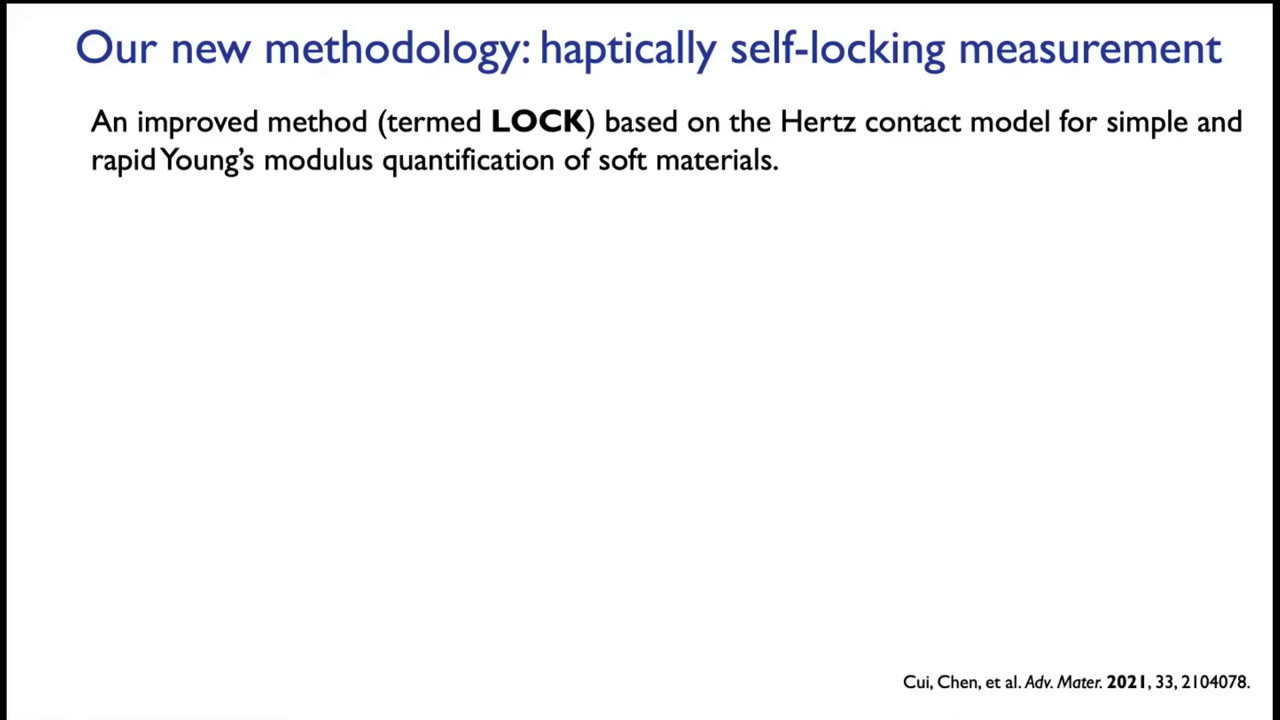 Our new methodology: haptically self-locking measurement
An improved method (termed LOCK) based on the Hertz contact model for simple and
rapid Young's modulus quantification of soft materials.
Cui, Chen, et al. Adv. Mater. 2021, 33, 2104078.